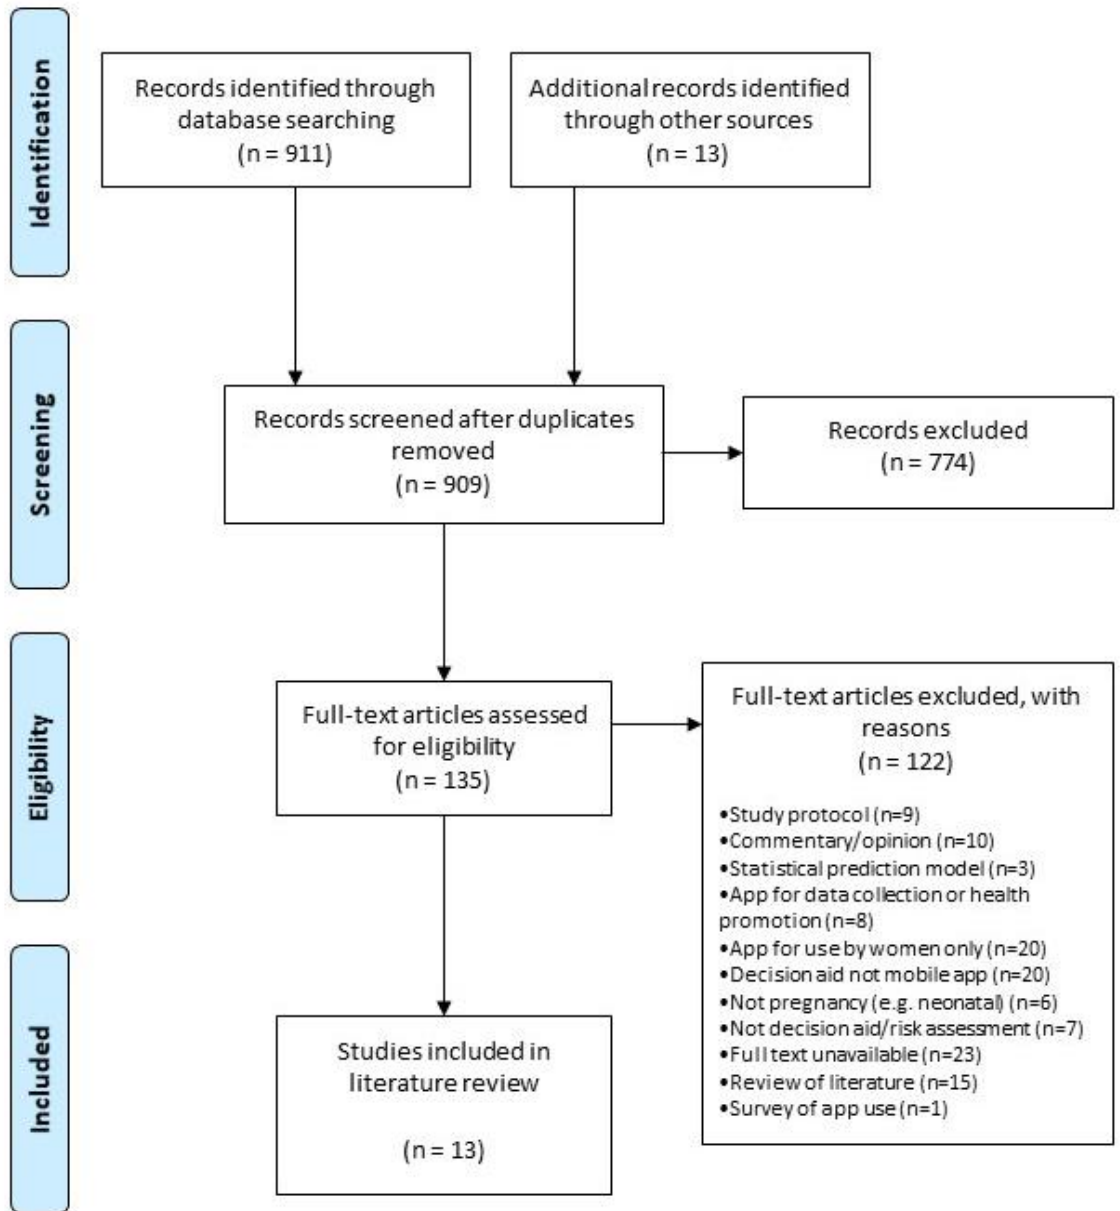 Identification
Records identified through
database searching
(n = 911)
Additional records identified
through other sources
(n = 13)
Screening
Records screened after duplicates
removed
(n = 909)
Records excluded
(n = 774)
Eligibility
Full-text articles assessed
for eligibility
(n = 135)
Full-text articles excluded, with
reasons
(n = 122)
•Study protocol (n=9)
•Commentary/opinion (n=10)
•Statistical prediction model (n=3)
•App for data collection or health
promotion (n=8)
•App for use by women only (n=20)
•Decision aid not mobile app (n=20)
•Not pregnancy (e.g. neonatal) (n=6)
•Not decision aid/risk assessment (n=7)
•Full text unavailable (n=23)
•Review of literature (n=15)
•Survey of app use (n=1)
Included
Studies included in
literature review
(n = 13)